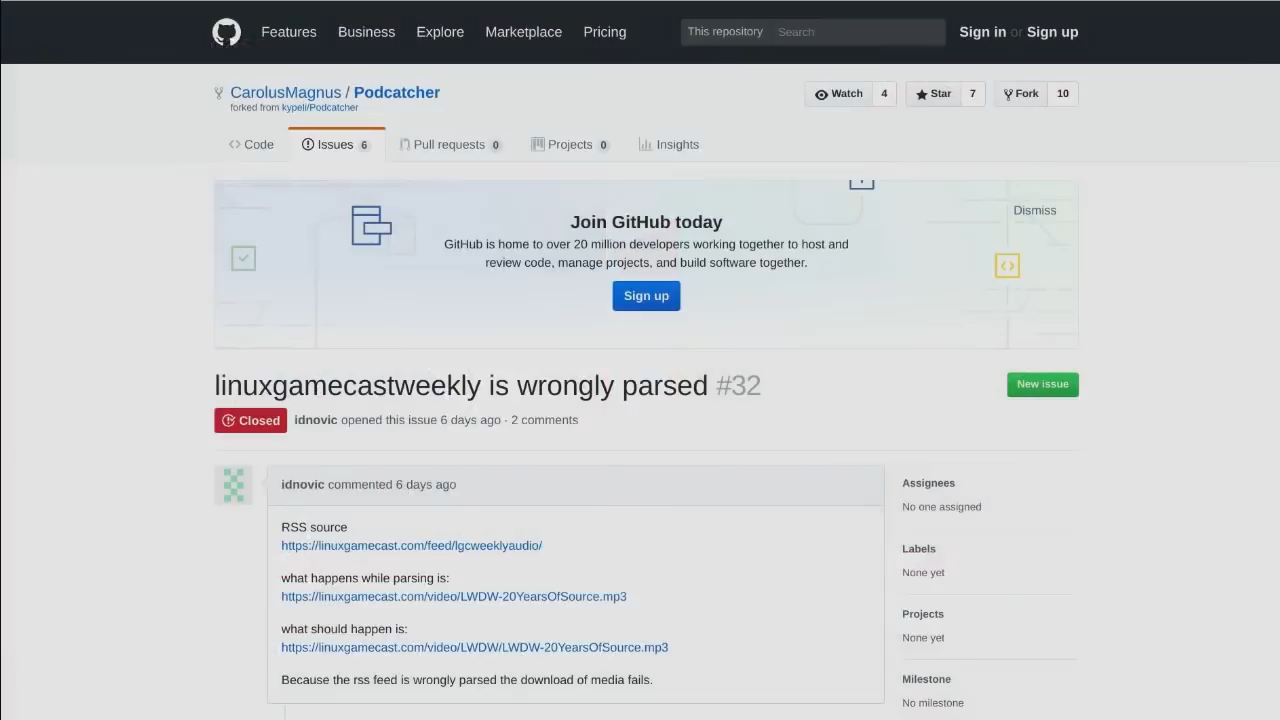 Features Business Explore Marketplace Pricing This repository Search Sign in or Sign up
CarolusMagnus / Podcatcher Watch 4 Star 7 Fork 10
forked from kypeli/Podcatcher
Code Issues 6 Pull requests 0 Projects 0 Insights
Dismiss
Join GitHub today
GitHub is home to over 20 million developers working together to host and
review code, manage projects, and build software together.
Sign up
linuxgamecastweekly is wrongly parsed #32 New issue
Closed idnovic opened this issue 6 days ago · 2 comments
idnovic commented 6 days ago
RSS source
https://linuxgamecast.com/feed/lgcweeklyaudio/
what happens while parsing is:
https://linuxgamecast.com/video/LWDW-20YearsOfSource.mp3
what should happen is:
https://linuxgamecast.com/video/LWDW/LWDW-20YearsOfSource.mp3
Because the rss feed is wrongly parsed the download of media fails.
Assignees
No one assigned
Labels
None yet
Projects
None yet
Milestone
No milestone